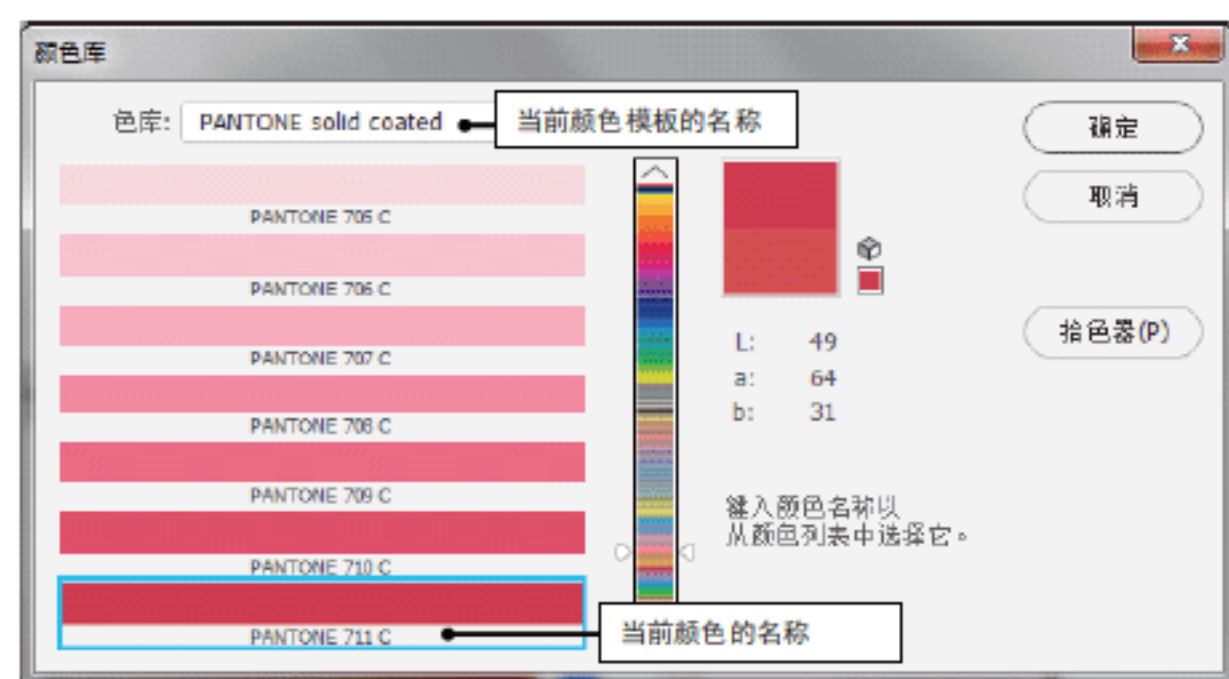 颜色库
色库: PANTONE solid coated 当前颜色模板的名称
确定
取消
拾色器(P)
PANTONE 705 C
PANTONE 706 C
PANTONE 707 C
PANTONE 708 C
PANTONE 709 C
PANTONE 710 C
PANTONE 711 C
当前颜色的名称
L: 49
a: 64
b: 31
键入颜色名称以
从颜色列表中选择它。